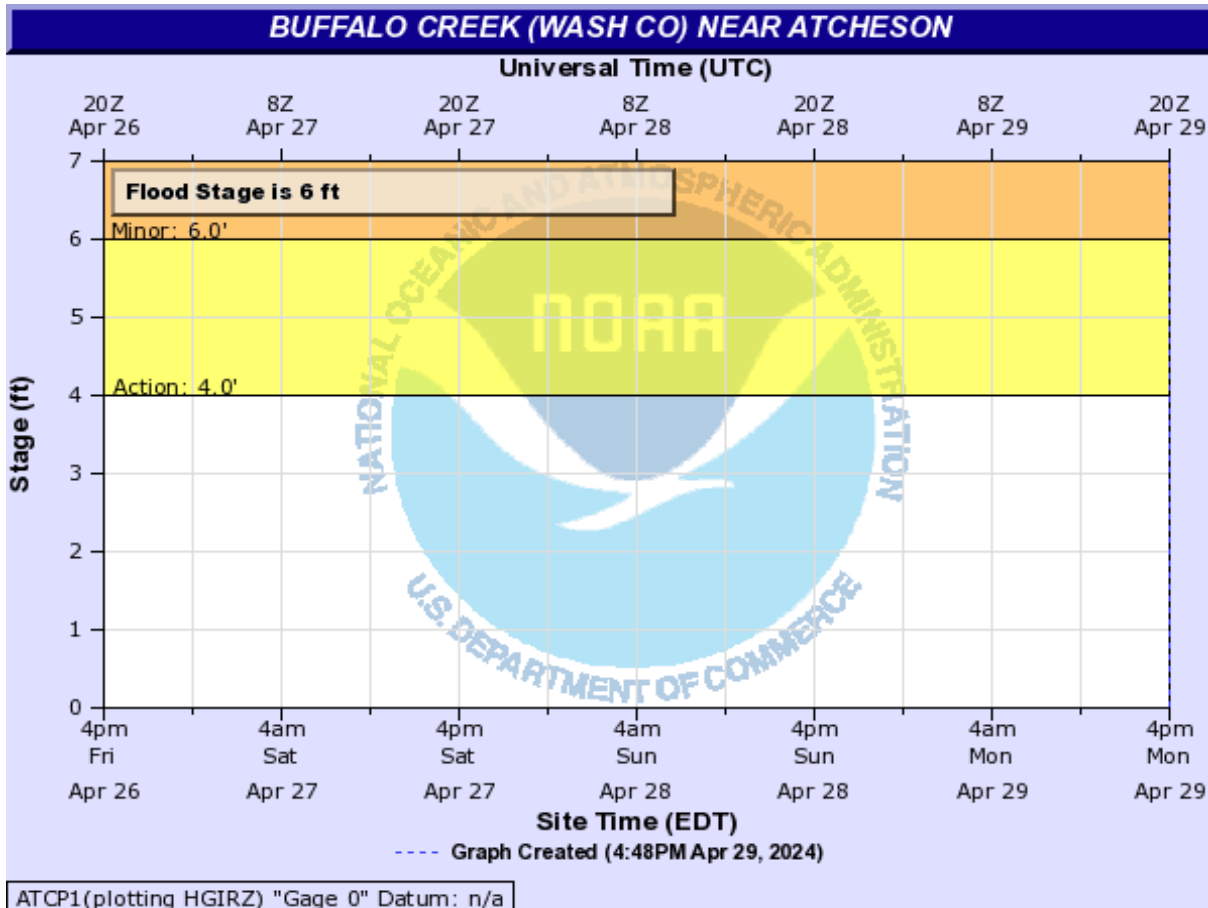 BUFFALO CREEK (WASH CO) NEAR ATCHESON
Universal Time (UTC)
20Z 8Z 20Z 8Z 20Z 8Z 20Z
Apr 26 Apr 27 Apr 27 Apr 28 Apr 28 Apr 29 Apr 29
7
Flood Stage is 6 ft
Minor: 6.0'
6
5
Action: 4.0'
4
3
2
1
0
Stage (ft)
NATIONAL OCEANIC AND ATMOSPHERIC ADMINISTRATION
NOAA
U.S. DEPARTMENT OF COMMERCE
4pm 4am 4pm 4am 4pm 4am 4pm
Fri Sat Sat Sun Sun Mon Mon
Apr 26 Apr 27 Apr 27 Apr 28 Apr 28 Apr 29 Apr 29
Site Time (EDT)
---- Graph Created (4:48PM Apr 29, 2024)
ATCP1(plotting HGIRZ) "Gage 0" Datum: n/a